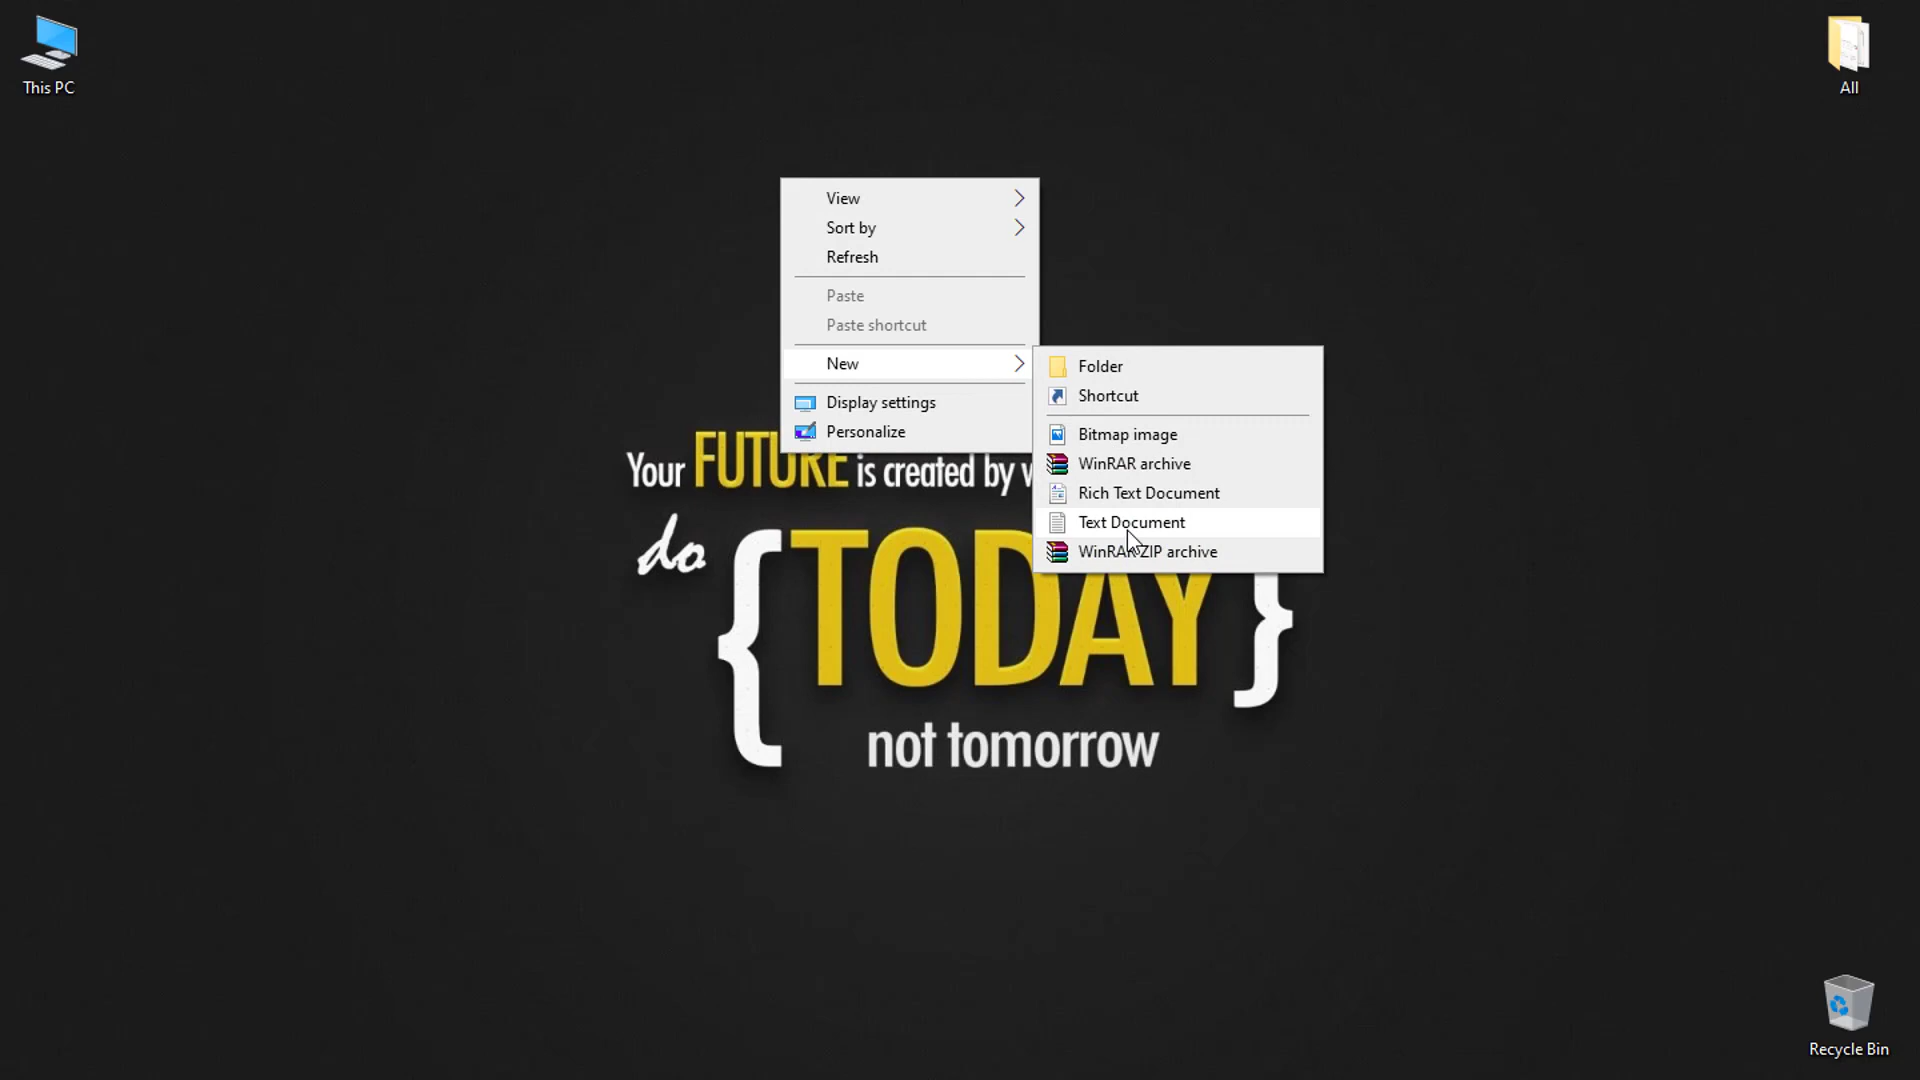 This PC
All
View
Sort by
Refresh
Paste
Paste shortcut
New
Display settings
Personalize
Folder
Shortcut
Bitmap image
WinRAR archive
Rich Text Document
Text Document
WinRAR ZIP archive
Your FUTURE is created by
do {TODAY}
not tomorrow
Recycle Bin